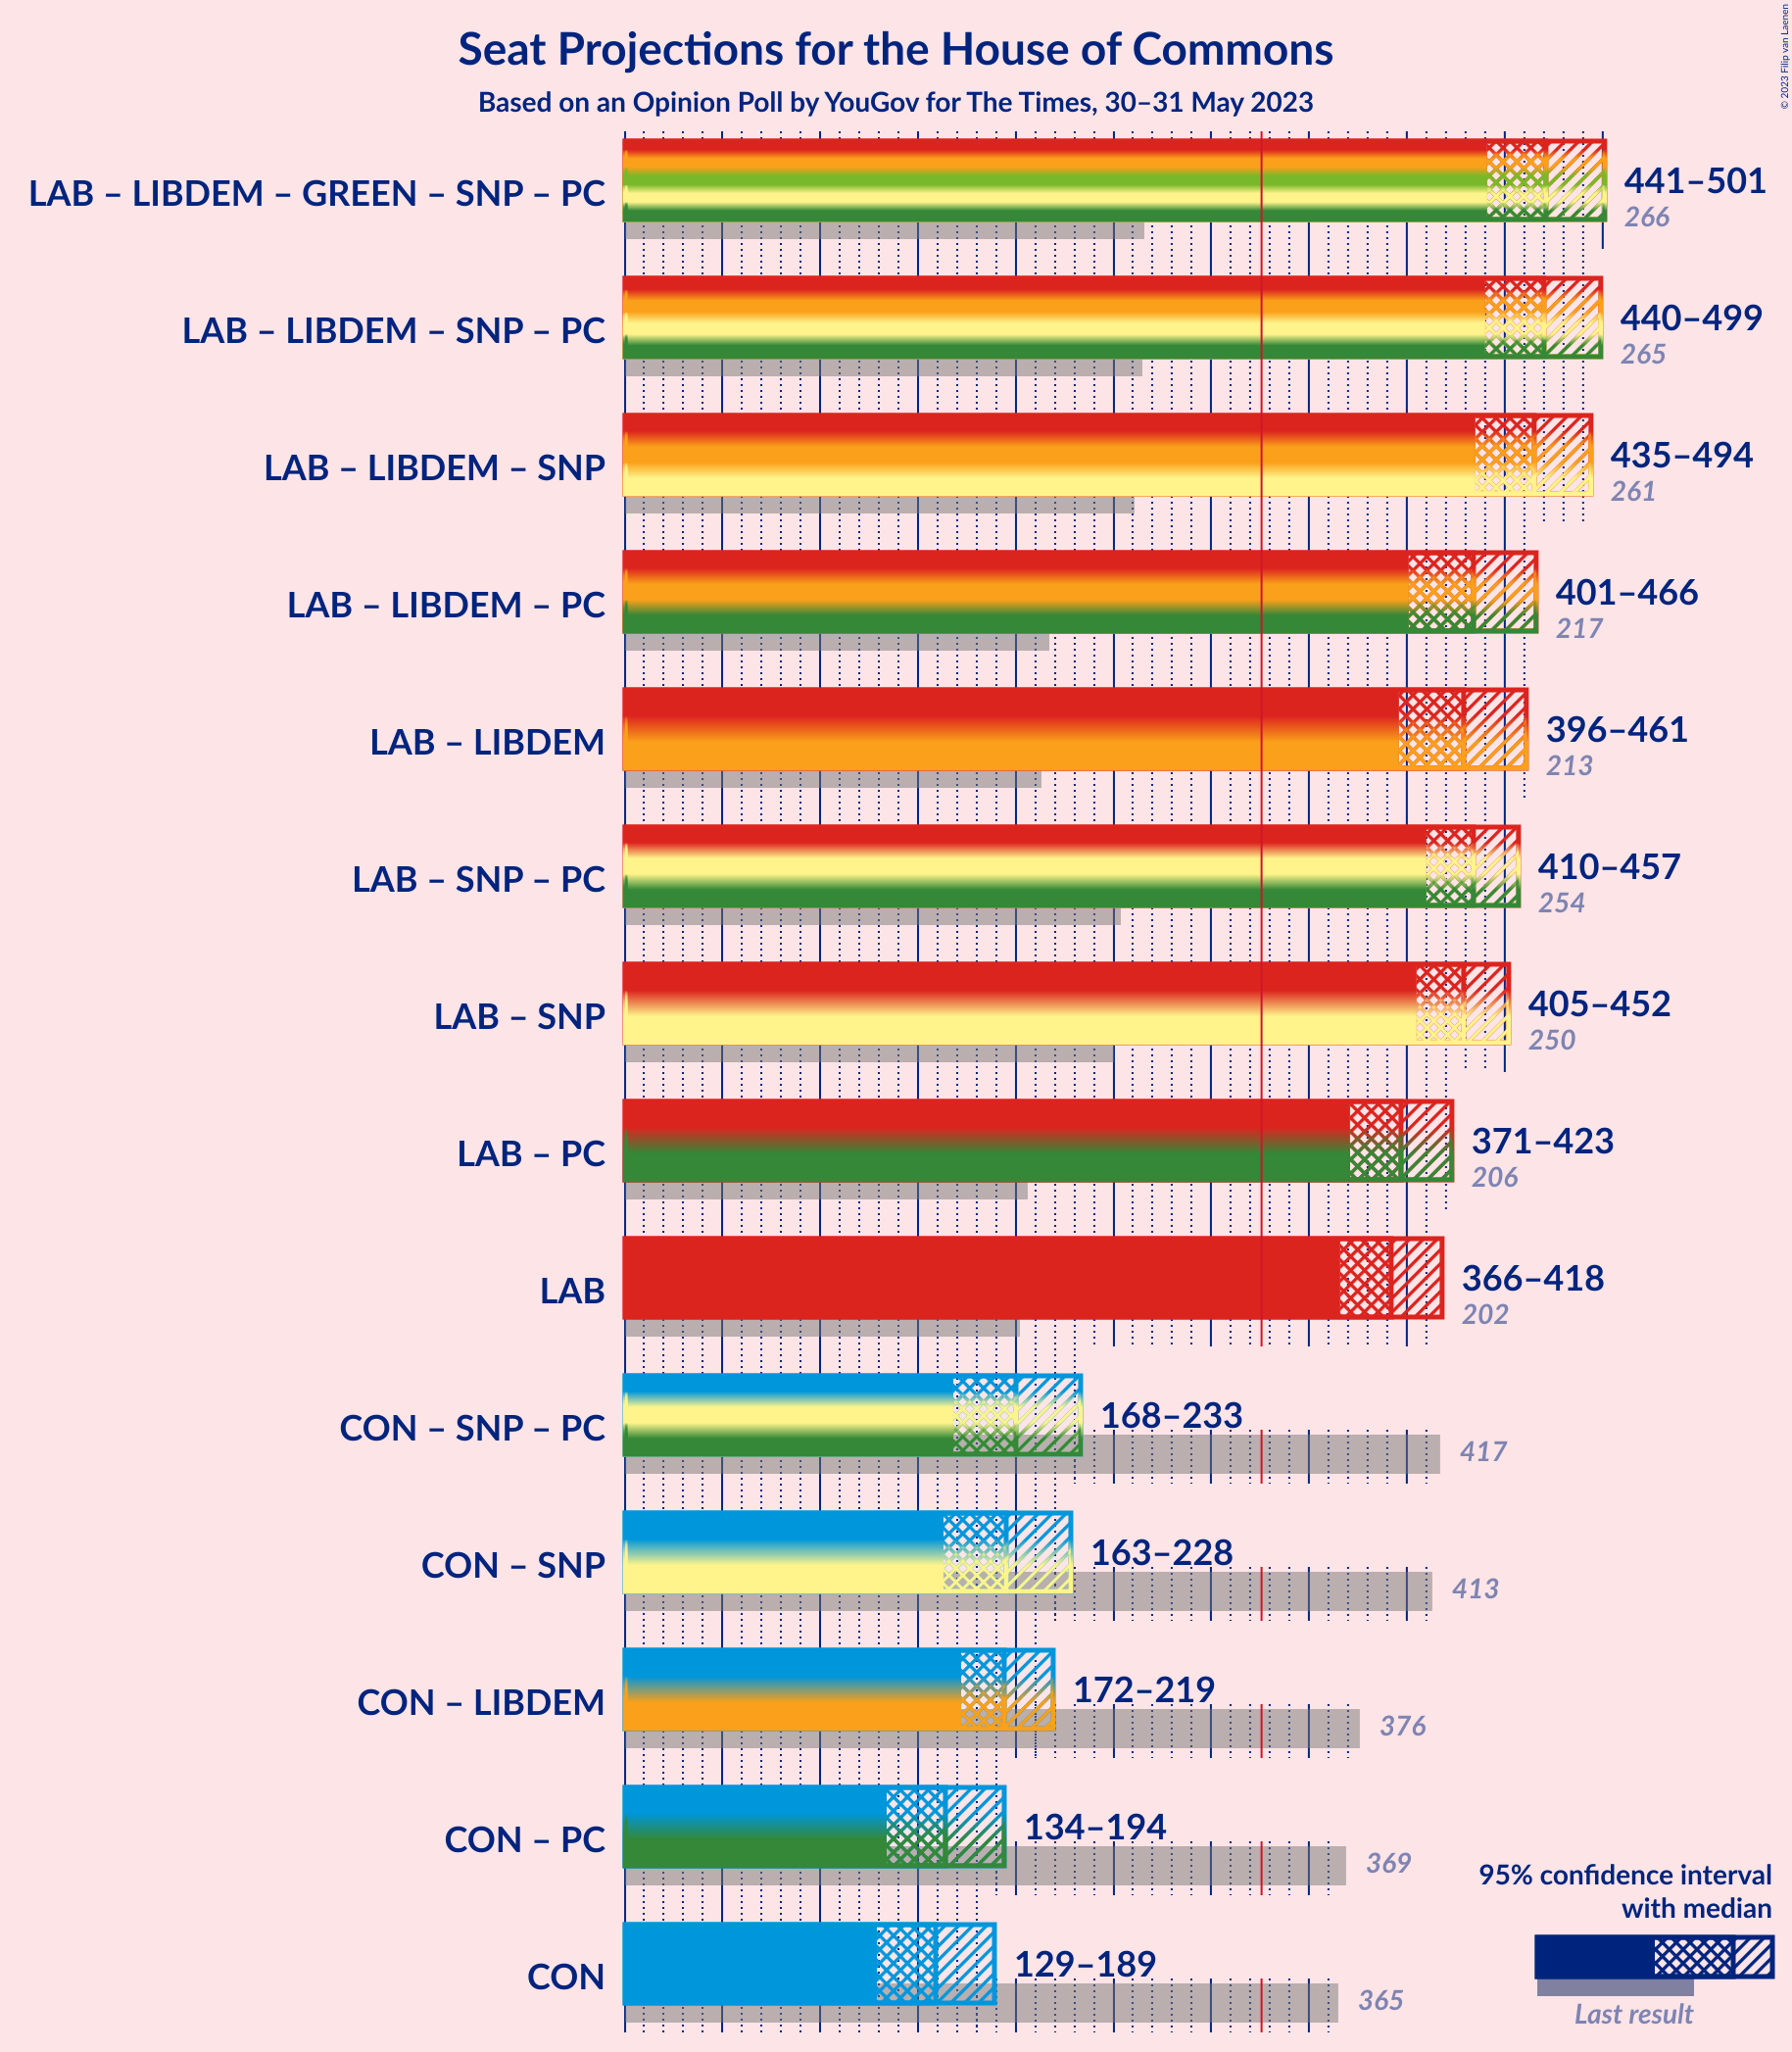 © 2023 Filip van Laenen
Seat Projections for the House of Commons
Based on an Opinion Poll by YouGov for The Times, 30–31 May 2023
LAB – LIBDEM – GREEN – SNP – PC
441–501
266
LAB – LIBDEM – SNP – PC
440–499
265
LAB – LIBDEM – SNP
435–494
261
LAB – LIBDEM – PC
401–466
217
LAB – LIBDEM
396–461
213
LAB – SNP – PC
410–457
254
LAB – SNP
405–452
250
LAB – PC
371–423
206
LAB
366–418
202
CON – SNP – PC
168–233
417
CON – SNP
163–228
413
CON – LIBDEM
172–219
376
CON – PC
134–194
369
CON
129–189
365
95% confidence interval
with median
Last result